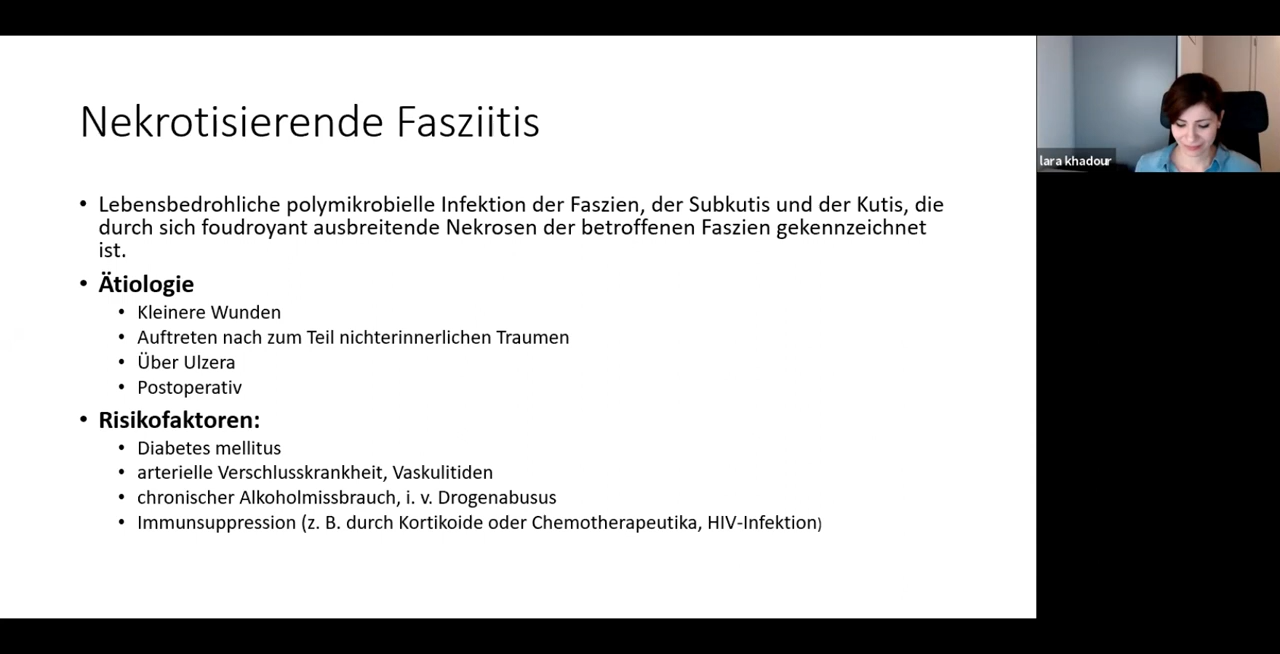 Nekrotisierende Fasziitis
• Lebensbedrohliche polymikrobielle Infektion der Faszien, der Subkutis und der Kutis, die
durch sich foudroyant ausbreitende Nekrosen der betroffenen Faszien gekennzeichnet
ist.
• Ätiologie
• Kleinere Wunden
• Auftreten nach zum Teil nichterinnerlichen Traumen
• Über Ulzera
• Postoperativ
• Risikofaktoren:
• Diabetes mellitus
• arterielle Verschlusskrankheit, Vaskulitiden
• chronischer Alkoholmissbrauch, i. v. Drogenabusus
• Immunsuppression (z. B. durch Kortikoide oder Chemotherapeutika, HIV-Infektion)
lara khadour